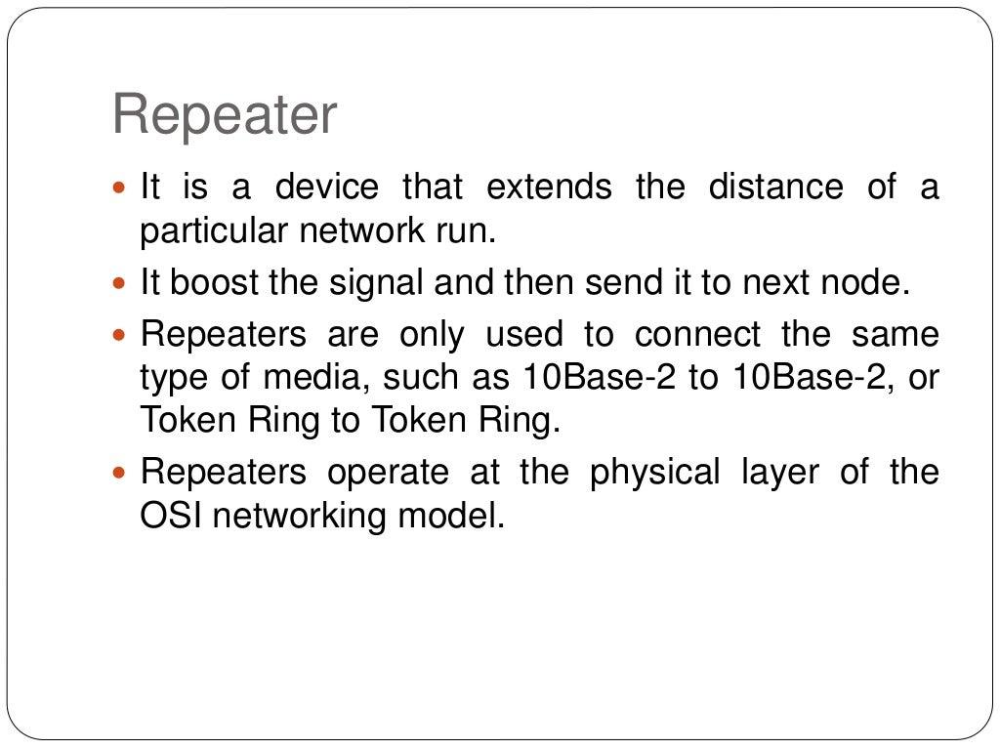 Repeater
• It is a device that extends the distance of a
particular network run.
• It boost the signal and then send it to next node.
• Repeaters are only used to connect the same
type of media, such as 10Base-2 to 10Base-2, or
Token Ring to Token Ring.
• Repeaters operate at the physical layer of the
OSI networking model.